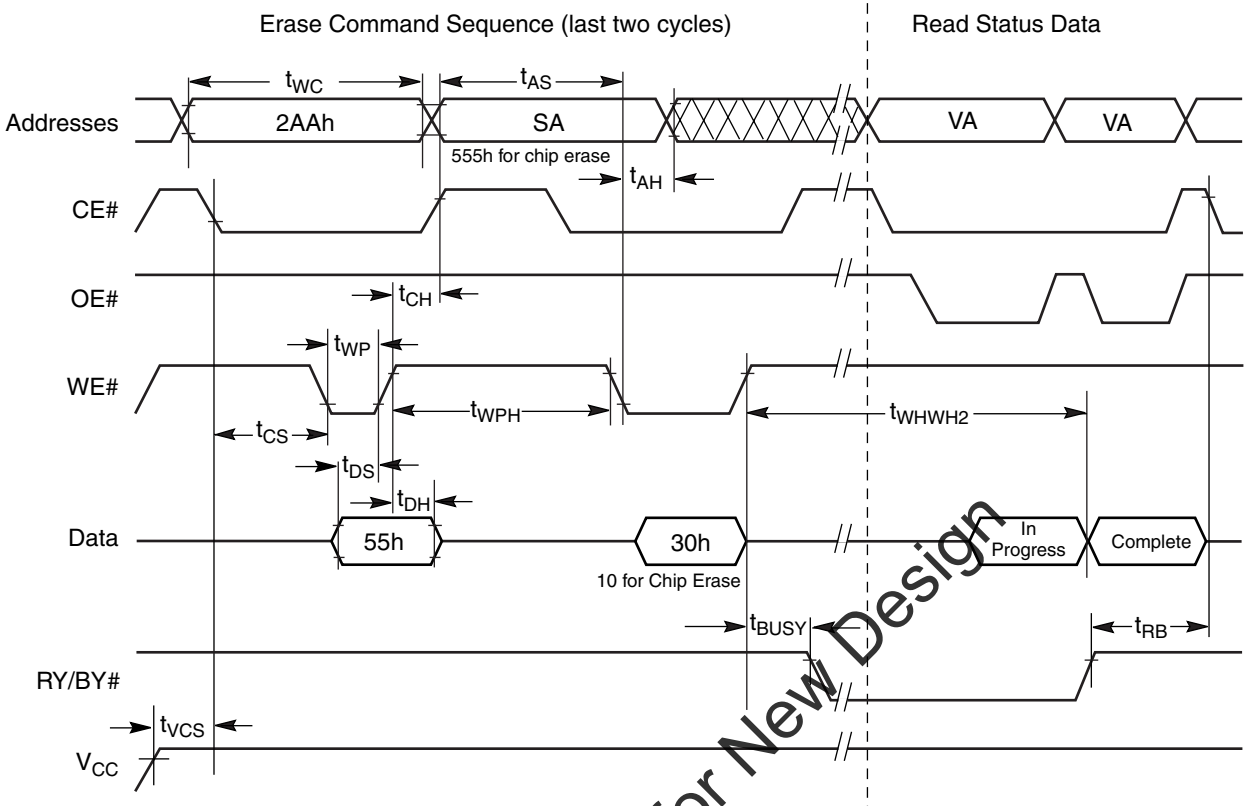 Erase Command Sequence (last two cycles)
Read Status Data
tWC
tAS
Addresses
2AAh
SA
VA
VA
555h for chip erase
tAH
CE#
OE#
tCH
tWP
WE#
tWPH
tWHWH2
tCS
tDS
tDH
Data
55h
30h
In
Progress
Complete
10 for Chip Erase
tBUSY
tRB
RY/BY#
tVCS
VCC
for New Design